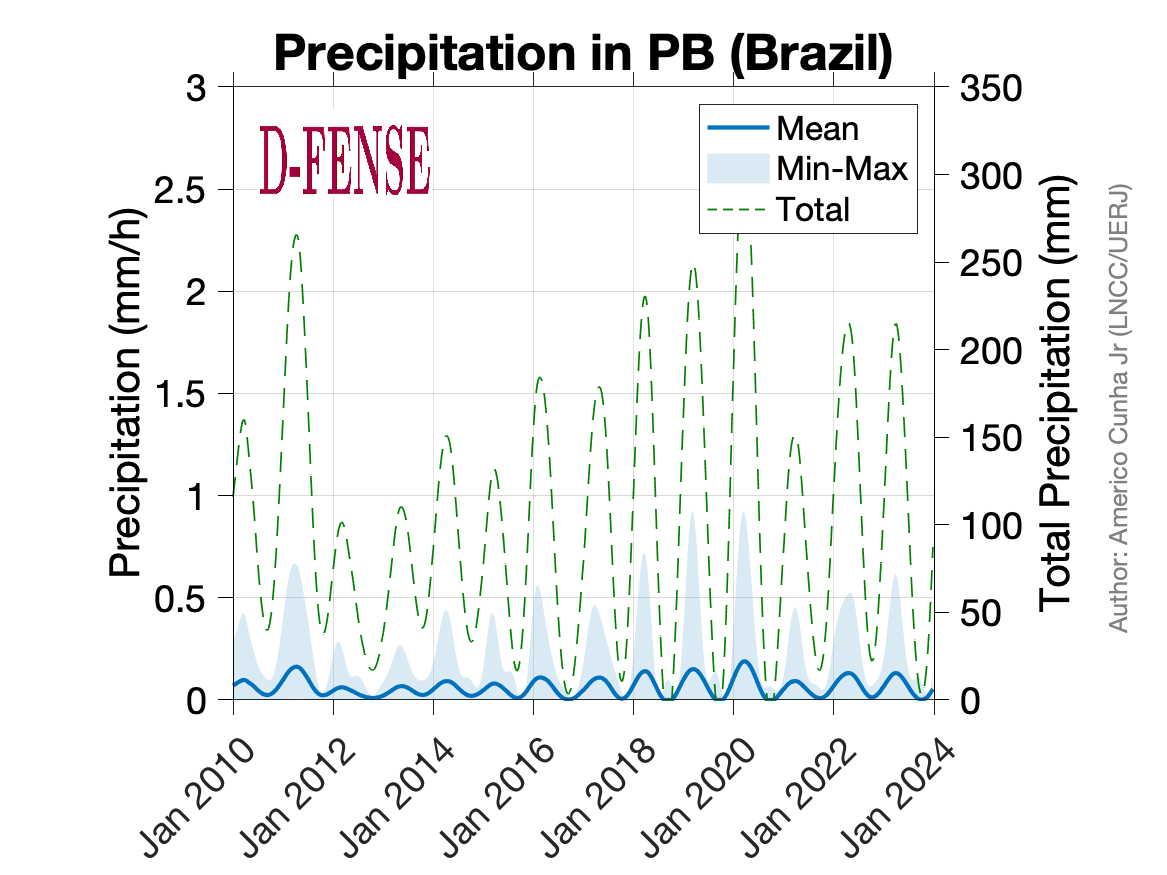 Precipitation in PB (Brazil)
D-FENSE
Mean
Min-Max
Total
Precipitation (mm/h)
3
2.5
2
1.5
1
0.5
0
350
300
250
200
150
100
50
0
Total Precipitation (mm)
Jan 2010
Jan 2012
Jan 2014
Jan 2016
Jan 2018
Jan 2020
Jan 2022
Jan 2024
Author: Americo Cunha Jr (LNCC/UERJ)